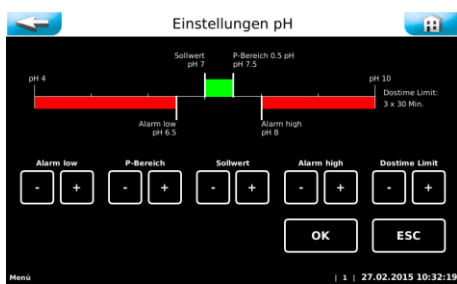 Einstellungen pH
Sollwert
pH 7
P-Bereich 0.5 pH
pH 7.5
pH 4
pH 10
Dostime Limit:
3 x 30 Min.
Alarm low
pH 6.5
Alarm high
pH 8
Alarm low P-Bereich Sollwert Alarm high Dostime Limit
- + - + - + - + - +
OK ESC
Menü | 1 | 27.02.2015 10:32:19